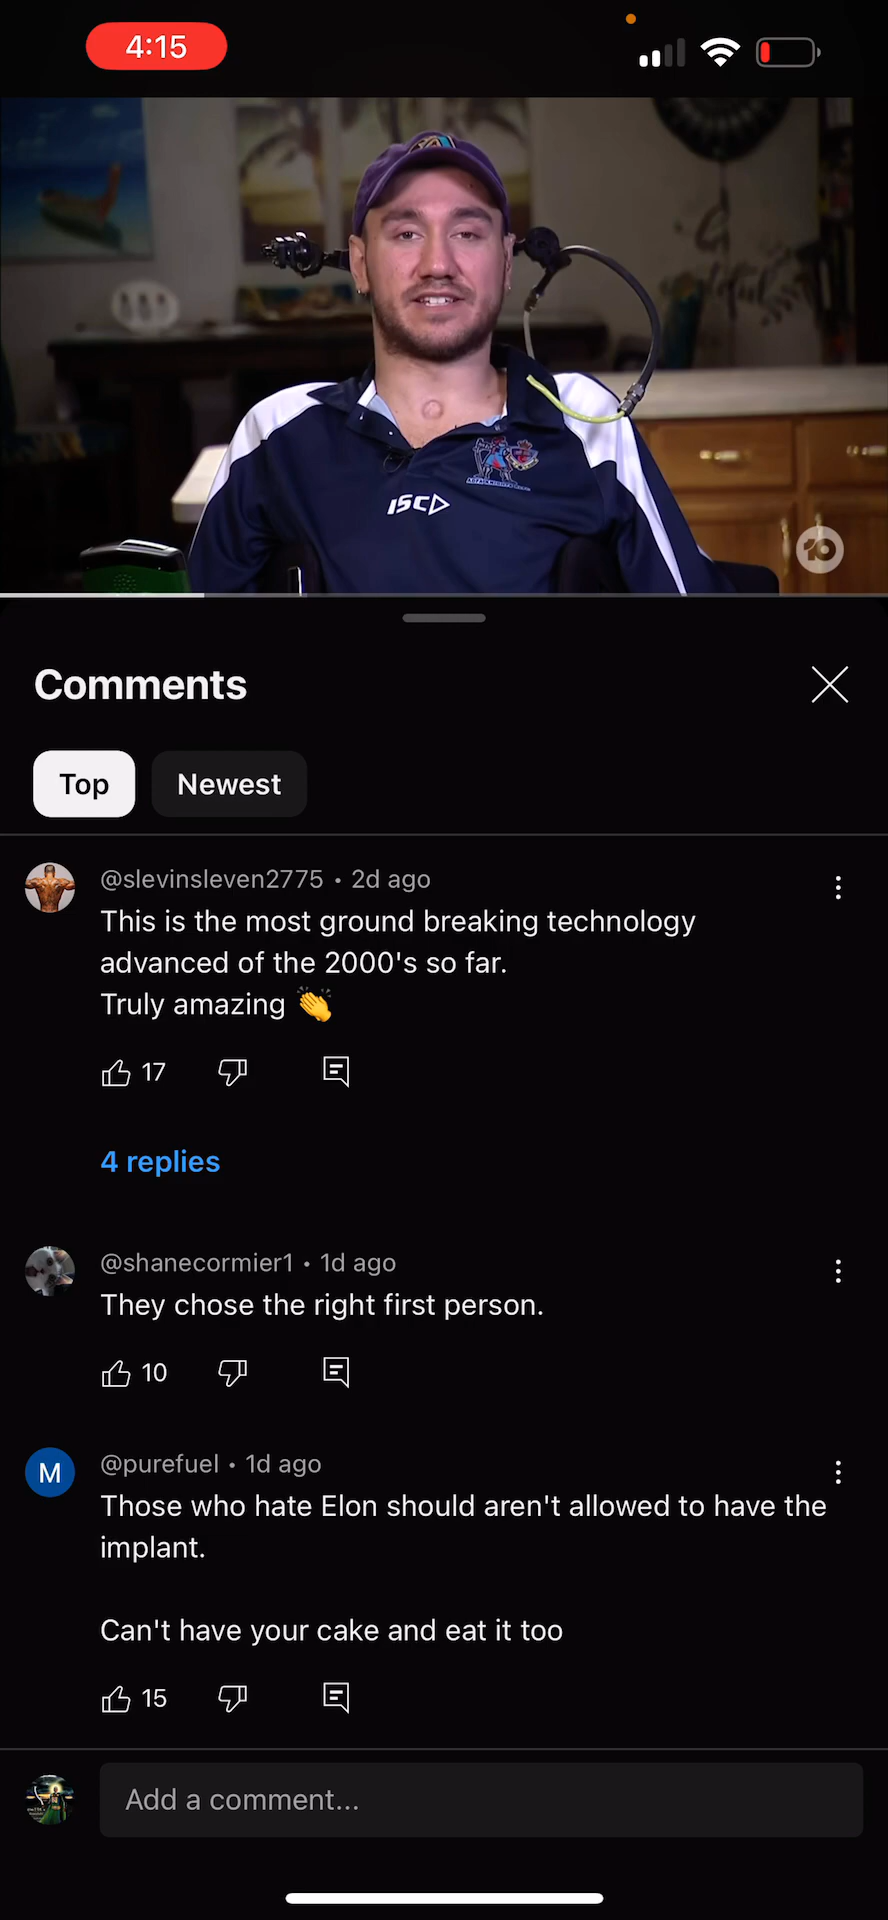 4:15
ISC
10
Comments
Top
Newest
@slevinsleven2775 • 2d ago
This is the most ground breaking technology
advanced of the 2000's so far.
Truly amazing 👏
17
4 replies
@shanecormier1 • 1d ago
They chose the right first person.
10
M
@purefuel • 1d ago
Those who hate Elon should aren't allowed to have the
implant.
Can't have your cake and eat it too
15
Add a comment...